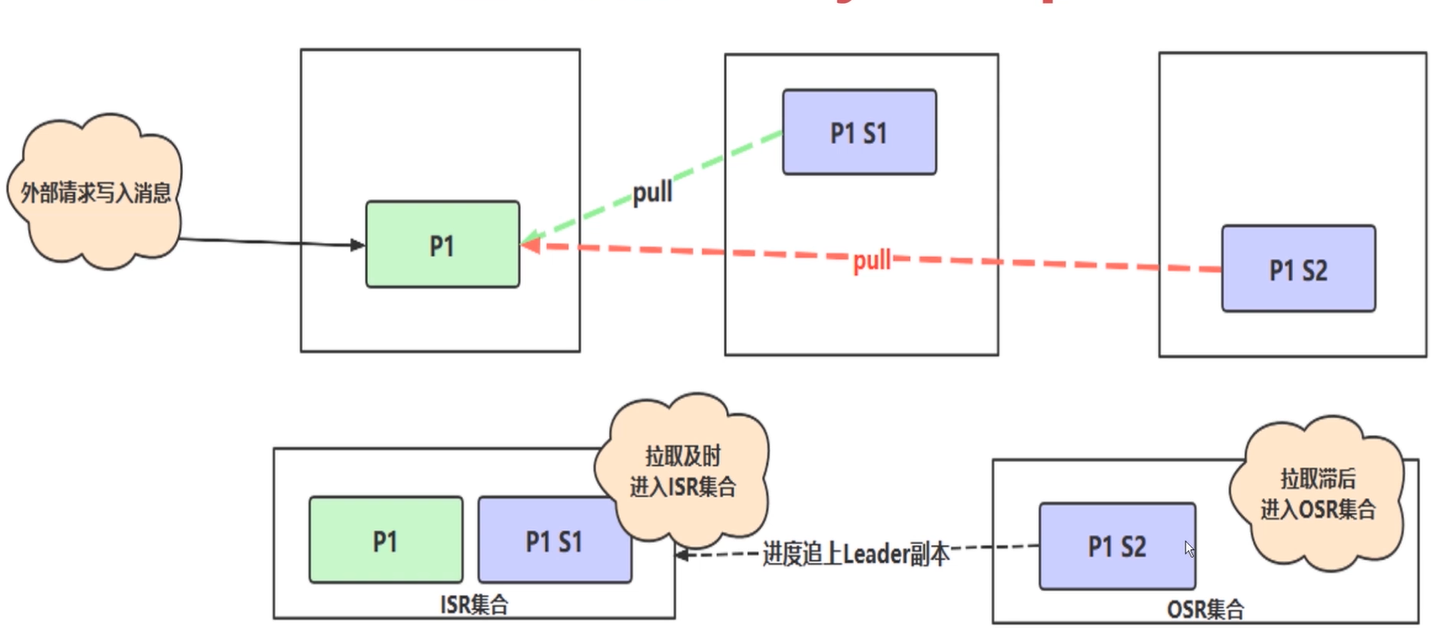 外部请求写入消息
P1
pull
P1 S1
pull
P1 S2
拉取及时
进入ISR集合
P1
P1 S1
ISR集合
进度追上Leader副本
拉取滞后
进入OSR集合
P1 S2
OSR集合